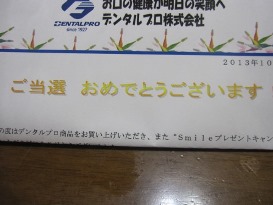 お口の健康が明日の笑顔へ
DENTALPRO
since 1927
デンタルプロ株式会社
2013年10
ご当選 おめでとうございます
の度はデンタルプロ商品をお買い上げいただき、また"Smileプレゼントキャン